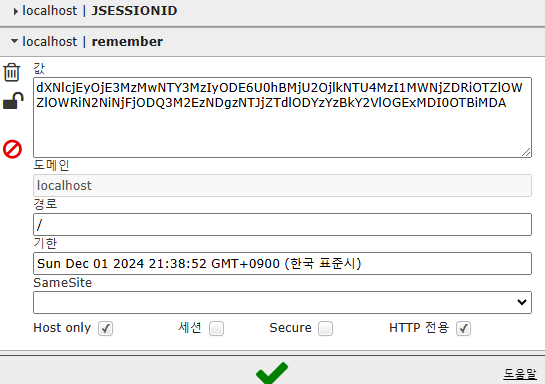 localhost | JSESSIONID
localhost | remember
값
dXNlcjEyOjE3MzMwNTY3MzIyODE6U0hBMjU2OjlkNTU4MzI1MWNjZDRiOTZlOW
ZlOWRiN2NiNjFjODQ3M2EzNDgzNTJjZTdlODYzYzBkY2VlOGExMDI0OTBiMDA
도메인
localhost
경로
/
기한
Sun Dec 01 2024 21:38:52 GMT+0900 (한국 표준시)
SameSite
Host only 세션 Secure HTTP 전용
도움말